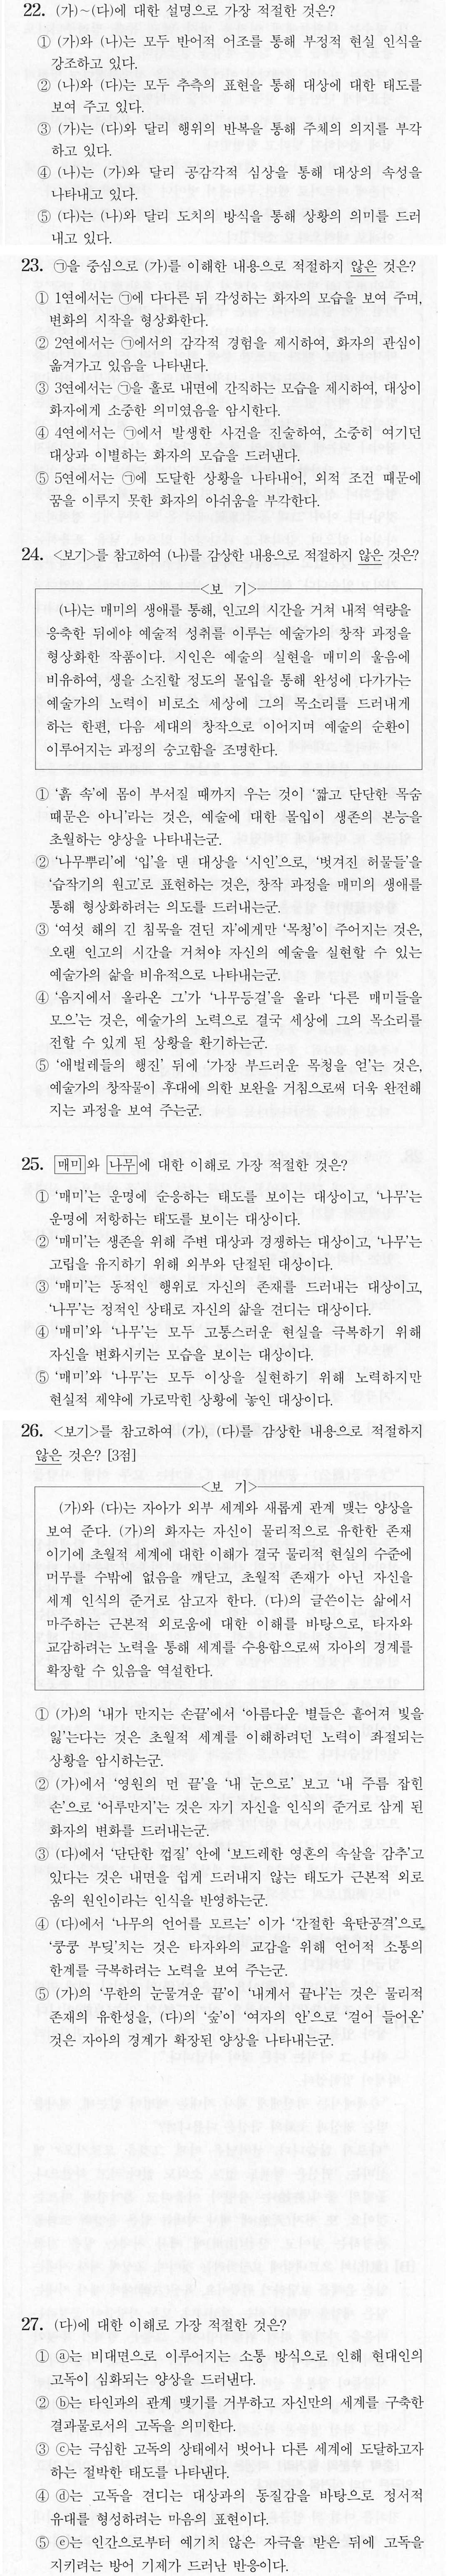 22. (가)~(다)에 대한 설명으로 가장 적절한 것은?
① (가)와 (나)는 모두 반어적 어조를 통해 부정적 현실 인식을
강조하고 있다.
② (나)와 (다)는 모두 추측의 표현을 통해 대상에 대한 태도를
보여 주고 있다.
③ (가)는 (다)와 달리 행위의 반복을 통해 주체의 의지를 부각
하고 있다.
④ (나)는 (가)와 달리 공감각적 심상을 통해 대상의 속성을
나타내고 있다.
⑤ (다)는 (나)와 달리 도치의 방식을 통해 상황의 의미를 드러
내고 있다.
23. ㉠을 중심으로 (가)를 이해한 내용으로 적절하지 않은 것은?
① 1연에서는 ㉠에 다다른 뒤 각성하는 화자의 모습을 보여 주며,
변화의 시작을 형상화한다.
② 2연에서는 ㉠에서의 감각적 경험을 제시하여, 화자의 관심이
옮겨가고 있음을 나타낸다.
③ 3연에서는 ㉠을 홀로 내면에 간직하는 모습을 제시하여, 대상이
화자에게 소중한 의미였음을 암시한다.
④ 4연에서는 ㉠에서 발생한 사건을 진술하여, 소중히 여기던
대상과 이별하는 화자의 모습을 드러낸다.
⑤ 5연에서는 ㉠에 도달한 상황을 나타내어, 외적 조건 때문에
꿈을 이루지 못한 화자의 아쉬움을 부각한다.
24. <보기>를 참고하여 (나)를 감상한 내용으로 적절하지 않은 것은?
<보 기>
(나)는 매미의 생애를 통해, 인고의 시간을 거쳐 내적 역량을
응축한 뒤에야 예술적 성취를 이루는 예술가의 창작 과정을
형상화한 작품이다. 시인은 예술의 실현을 매미의 울음에
비유하여, 생을 소진할 정도의 몰입을 통해 완성에 다가가는
예술가의 노력이 비로소 세상에 그의 목소리를 드러내게
하는 한편, 다음 세대의 창작으로 이어지며 예술의 순환이
이루어지는 과정의 숭고함을 조명한다.
① '흙 속'에 몸이 부서질 때까지 우는 것이 '짧고 단단한 목숨
때문은 아니'라는 것은, 예술에 대한 몰입이 생존의 본능을
초월하는 양상을 나타내는군.
② '나무뿌리'에 '입'을 댄 대상을 '시인'으로, '벗겨진 허물들'을
'습작기의 원고'로 표현하는 것은, 창작 과정을 매미의 생애를
통해 형상화하려는 의도를 드러내는군.
③ '여섯 해의 긴 침묵을 견딘 자'에게만 '목청'이 주어지는 것은,
오랜 인고의 시간을 거쳐야 자신의 예술을 실현할 수 있는
예술가의 삶을 비유적으로 나타내는군.
④ '음지에서 올라온 그'가 '나무등걸'을 올라 '다른 매미들을
모으'는 것은, 예술가의 노력으로 결국 세상에 그의 목소리를
전할 수 있게 된 상황을 환기하는군.
⑤ '애벌레들의 행진' 뒤에 '가장 부드러운 목청을 얻'는 것은,
예술가의 창작물이 후대에 의한 보완을 거침으로써 더욱 완전해
지는 과정을 보여 주는군.
25. 매미와 나무에 대한 이해로 가장 적절한 것은?
① '매미'는 운명에 순응하는 태도를 보이는 대상이고, '나무'는
운명에 저항하는 태도를 보이는 대상이다.
② '매미'는 생존을 위해 주변 대상과 경쟁하는 대상이고, '나무'는
고립을 유지하기 위해 외부와 단절된 대상이다.
③ '매미'는 동적인 행위로 자신의 존재를 드러내는 대상이고,
'나무'는 정적인 상태로 자신의 삶을 견디는 대상이다.
④ '매미'와 '나무'는 모두 고통스러운 현실을 극복하기 위해
자신을 변화시키는 모습을 보이는 대상이다.
⑤ '매미'와 '나무'는 모두 이상을 실현하기 위해 노력하지만
현실적 제약에 가로막힌 상황에 놓인 대상이다.
26. <보기>를 참고하여 (가), (다)를 감상한 내용으로 적절하지
않은 것은? [3점]
<보 기>
(가)와 (다)는 자아가 외부 세계와 새롭게 관계 맺는 양상을
보여 준다. (가)의 화자는 자신이 물리적으로 유한한 존재
이기에 초월적 세계에 대한 이해가 결국 물리적 현실의 수준에
머무를 수밖에 없음을 깨닫고, 초월적 존재가 아닌 자신을
세계 인식의 준거로 삼고자 한다. (다)의 글쓴이는 삶에서
마주하는 근본적 외로움에 대한 이해를 바탕으로, 타자와
교감하려는 노력을 통해 세계를 수용함으로써 자아의 경계를
확장할 수 있음을 역설한다.
① (가)의 '내가 만지는 손끝'에서 '아름다운 별들은 흩어져 빛을
잃'는다는 것은 초월적 세계를 이해하려던 노력이 좌절되는
상황을 암시하는군.
② (가)에서 '영원의 먼 끝'을 '내 눈으로' 보고 '내 주름 잡힌
손'으로 '어루만지'는 것은 자기 자신을 인식의 준거로 삼게 된
화자의 변화를 드러내는군.
③ (다)에서 '단단한 껍질' 안에 '보드레한 영혼의 속살을 감추'고
있다는 것은 내면을 쉽게 드러내지 않는 태도가 근본적 외로
움의 원인이라는 인식을 반영하는군.
④ (다)에서 '나무의 언어를 모르는' 이가 '간절한 육탄공격'으로
'쿵쿵 부딪'치는 것은 타자와의 교감을 위해 언어적 소통의
한계를 극복하려는 노력을 보여 주는군.
⑤ (가)의 '무한의 눈물겨운 끝'이 '내게서 끝나'는 것은 물리적
존재의 유한성을, (다)의 '숲'이 '여자의 안'으로 '걸어 들어온'
것은 자아의 경계가 확장된 양상을 나타내는군.
27. (다)에 대한 이해로 가장 적절한 것은?
① ⓐ는 비대면으로 이루어지는 소통 방식으로 인해 현대인의
고독이 심화되는 양상을 드러낸다.
② ⓑ는 타인과의 관계 맺기를 거부하고 자신만의 세계를 구축한
결과물로서의 고독을 의미한다.
③ ⓒ는 극심한 고독의 상태에서 벗어나 다른 세계에 도달하고자
하는 절박한 태도를 나타낸다.
④ ⓓ는 고독을 견디는 대상과의 동질감을 바탕으로 정서적
유대를 형성하려는 마음의 표현이다.
⑤ ⓔ는 인간으로부터 예기치 않은 자극을 받은 뒤에 고독을
지키려는 방어 기제가 드러난 반응이다.